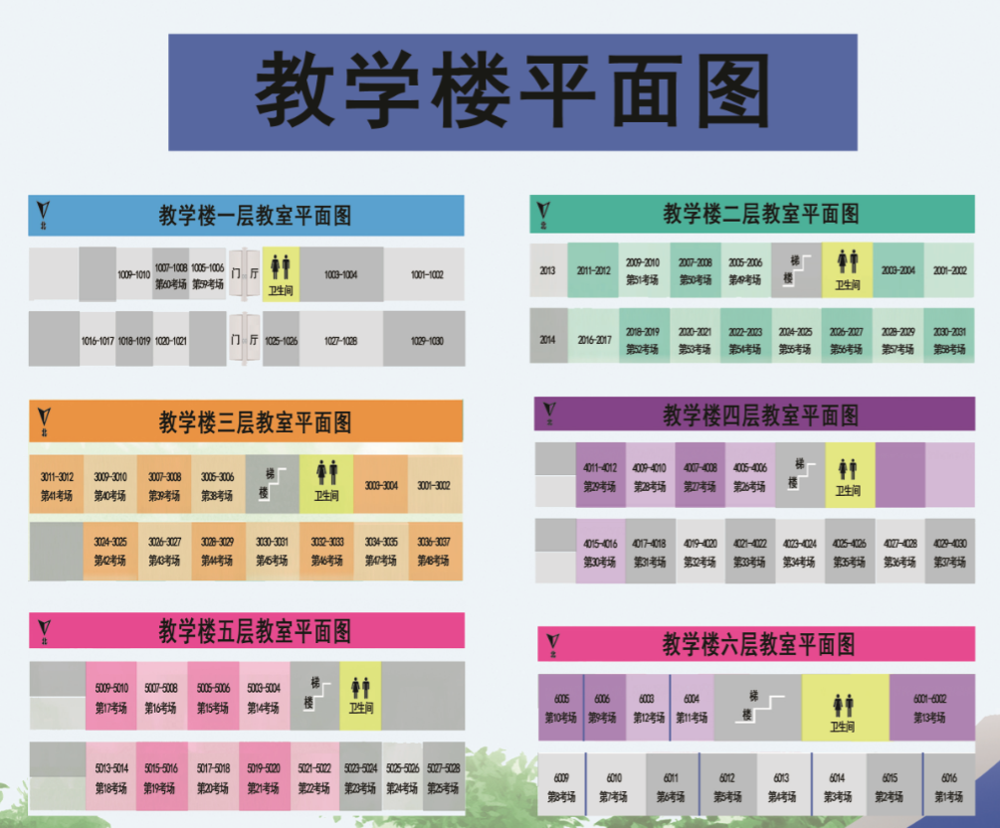 教学楼平面图
北
教学楼一层教室平面图
1009-1010
1007-1008
第60考场
1005-1006
第59考场
门厅
卫生间
1003-1004
1001-1002
1016-1017
1018-1019
1020-1021
门厅
1025-1026
1027-1028
1029-1030
北
教学楼二层教室平面图
2013
2011-2012
2009-2010
第51考场
2007-2008
第50考场
2005-2006
第49考场
楼梯
卫生间
2003-2004
2001-2002
2014
2016-2017
2018-2019
第52考场
2020-2021
第53考场
2022-2023
第54考场
2024-2025
第55考场
2026-2027
第56考场
2028-2029
第57考场
2030-2031
第58考场
北
教学楼三层教室平面图
3011-3012
第41考场
3009-3010
第40考场
3007-3008
第39考场
3005-3006
第38考场
楼梯
卫生间
3003-3004
3001-3002
3024-3025
第42考场
3026-3027
第43考场
3028-3029
第44考场
3030-3031
第45考场
3032-3033
第46考场
3034-3035
第47考场
3036-3037
第48考场
北
教学楼四层教室平面图
4011-4012
第29考场
4009-4010
第28考场
4007-4008
第27考场
4005-4006
第26考场
楼梯
卫生间
4015-4016
第30考场
4017-4018
第31考场
4019-4020
第32考场
4021-4022
第33考场
4023-4024
第34考场
4025-4026
第35考场
4027-4028
第36考场
4029-4030
第37考场
北
教学楼五层教室平面图
5009-5010
第17考场
5007-5008
第16考场
5005-5006
第15考场
5003-5004
第14考场
楼梯
卫生间
5013-5014
第18考场
5015-5016
第19考场
5017-5018
第20考场
5019-5020
第21考场
5021-5022
第22考场
5023-5024
第23考场
5025-5026
第24考场
5027-5028
第25考场
北
教学楼六层教室平面图
6005
第10考场
6006
第9考场
6003
第12考场
6004
第11考场
楼梯
卫生间
6001-6002
第13考场
6009
第8考场
6010
第7考场
6011
第6考场
6012
第5考场
6013
第4考场
6014
第3考场
6015
第2考场
6016
第1考场